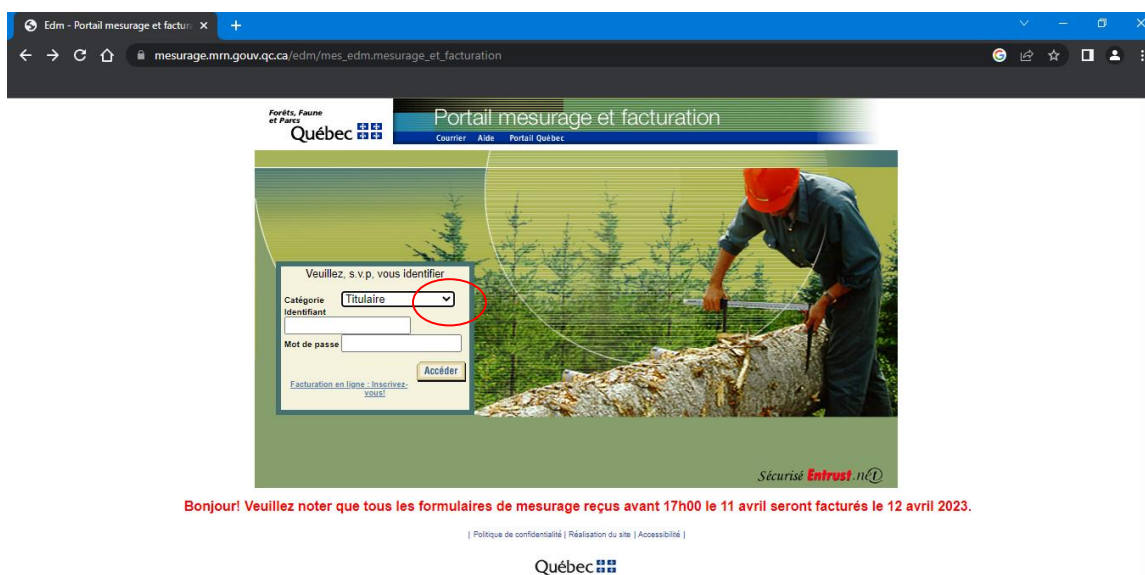 Edm - Portail mesurage et factur
mesurage.mrn.gouv.qc.ca/edm/mes_edm.mesurage_et_facturation
Forêts, Faune
et Parcs
Québec
Portail mesurage et facturation
Courrier Aide Portail Québec
Veuillez, s.v.p, vous identifier
Catégorie Titulaire
Identifiant
Mot de passe
Accéder
Facturation en ligne : Inscrivez-
vous!
Sécurisé Entrust.net
Bonjour! Veuillez noter que tous les formulaires de mesurage reçus avant 17h00 le 11 avril seront facturés le 12 avril 2023.
| Politique de confidentialité | Réalisation du site | Accessibilité |
Québec